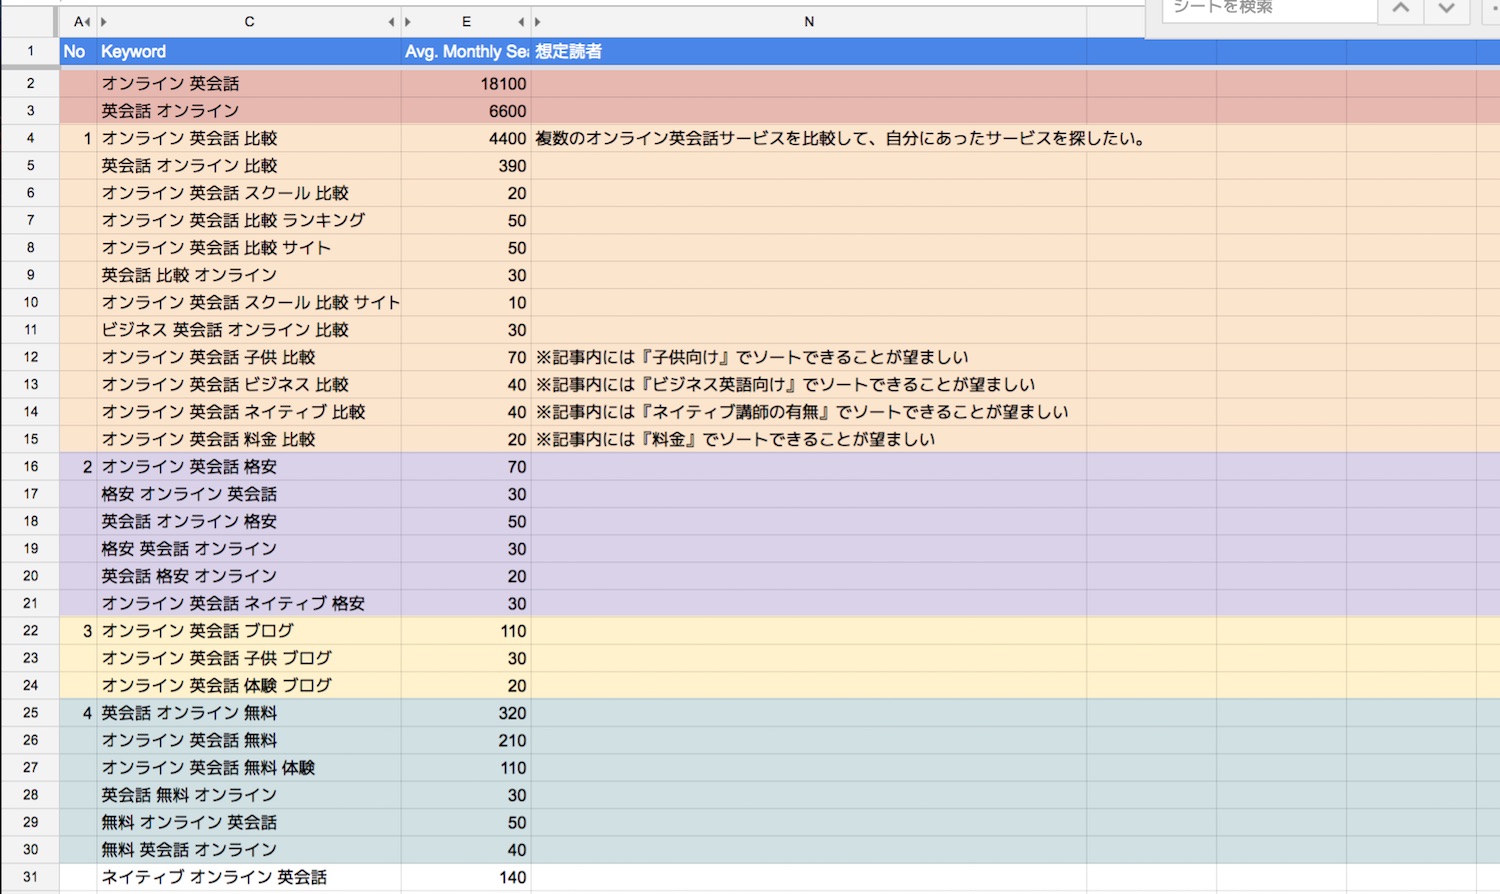 シートを検索
A C E N
1 No Keyword Avg. Monthly Sea 想定読者
2 オンライン 英会話 18100
3 英会話 オンライン 6600
4 1 オンライン 英会話 比較 4400 複数のオンライン英会話サービスを比較して、自分にあったサービスを探したい。
5 英会話 オンライン 比較 390
6 オンライン 英会話 スクール 比較 20
7 オンライン 英会話 比較 ランキング 50
8 オンライン 英会話 比較 サイト 50
9 英会話 比較 オンライン 30
10 オンライン 英会話 スクール 比較 サイト 10
11 ビジネス 英会話 オンライン 比較 30
12 オンライン 英会話 子供 比較 70 ※記事内には『子供向け』でソートできることが望ましい
13 オンライン 英会話 ビジネス 比較 40 ※記事内には『ビジネス英語向け』でソートできることが望ましい
14 オンライン 英会話 ネイティブ 比較 40 ※記事内には『ネイティブ講師の有無』でソートできることが望ましい
15 オンライン 英会話 料金 比較 20 ※記事内には『料金』でソートできることが望ましい
16 2 オンライン 英会話 格安 70
17 格安 オンライン 英会話 30
18 英会話 オンライン 格安 50
19 格安 英会話 オンライン 30
20 英会話 格安 オンライン 20
21 オンライン 英会話 ネイティブ 格安 30
22 3 オンライン 英会話 ブログ 110
23 オンライン 英会話 子供 ブログ 30
24 オンライン 英会話 体験 ブログ 20
25 4 英会話 オンライン 無料 320
26 オンライン 英会話 無料 210
27 オンライン 英会話 無料 体験 110
28 英会話 無料 オンライン 30
29 無料 オンライン 英会話 50
30 無料 英会話 オンライン 40
31 ネイティブ オンライン 英会話 140